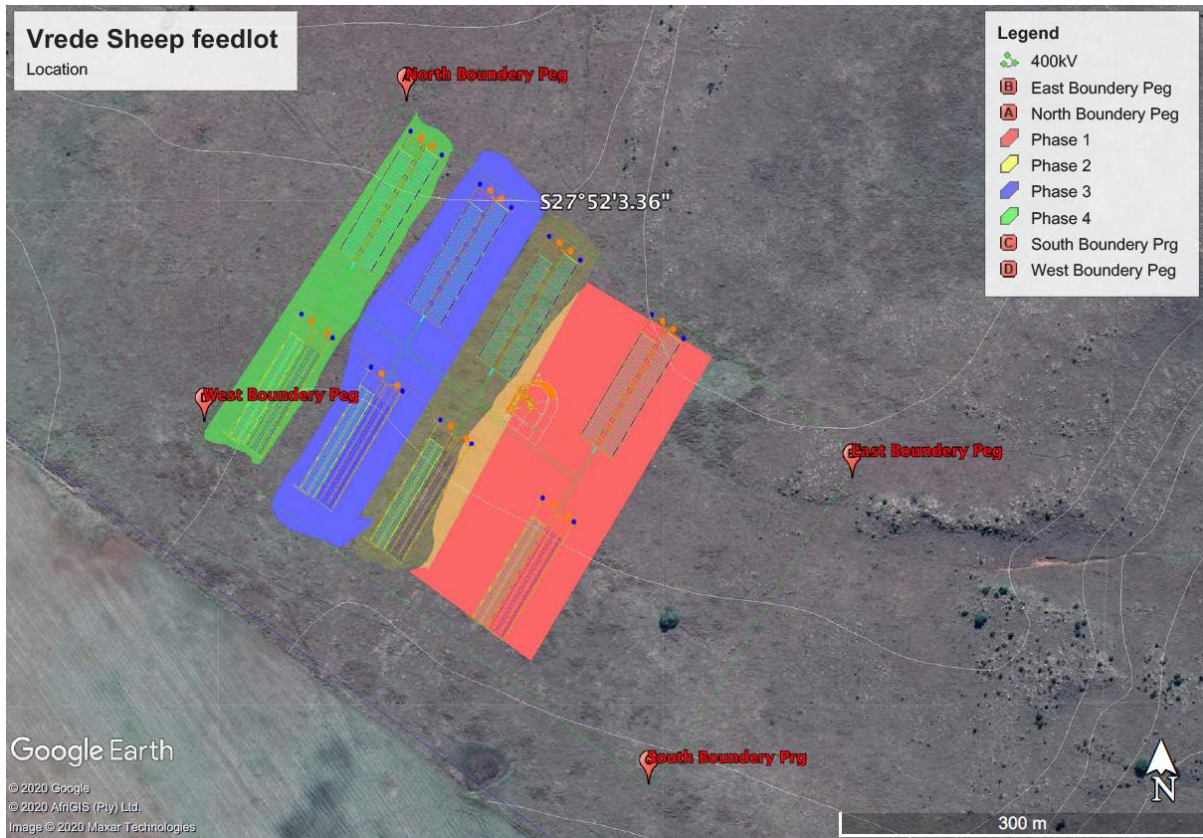 Vrede Sheep feedlot
Location
Legend
400kV
B East Boundery Peg
A North Boundery Peg
Phase 1
Phase 2
Phase 3
Phase 4
C South Boundery Prg
D West Boundery Peg
North Boundery Peg
S27°52'3.36"
West Boundery Peg
East Boundery Peg
South Boundery Prg
Google Earth
© 2020 Google
© 2020 AfriGIS (Pty) Ltd.
Image © 2020 Maxar Technologies
300 m
N